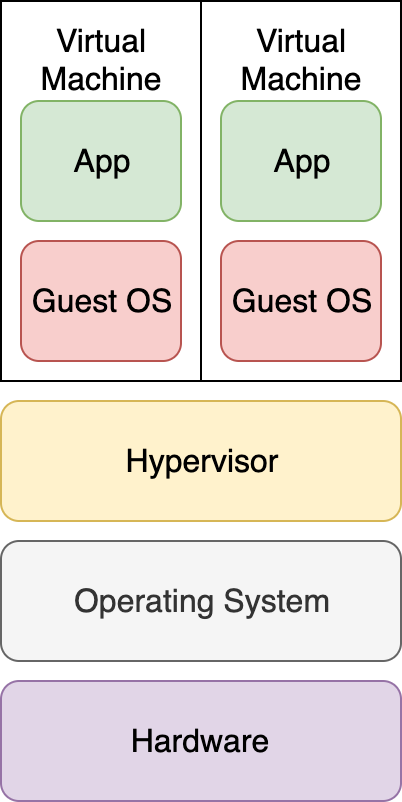 Virtual
Machine
App
Guest OS
Virtual
Machine
App
Guest OS
Hypervisor
Operating System
Hardware